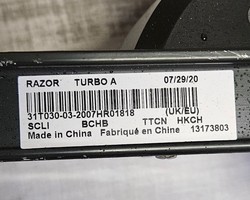 RAZOR TURBO A 07/29/20
31T030-03-2007HR01818 (UK/EU)
SCLI BCHB TTCN HKCH
Made in China Fabriqué en Chine 13173803